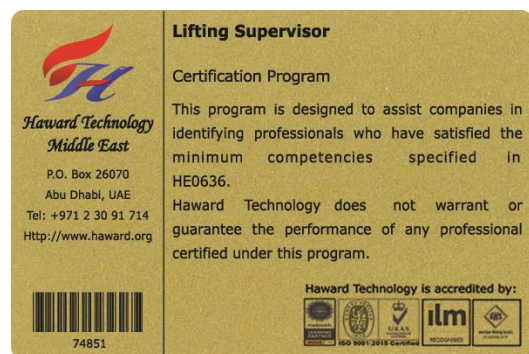 Haward Technology
Middle East
P.O. Box 26070
Abu Dhabi, UAE
Tel: +971 2 30 91 714
Http://www.haward.org
74851
Lifting Supervisor
Certification Program
This program is designed to assist companies in
identifying professionals who have satisfied the
minimum competencies specified in
HE0636.
Haward Technology does not warrant or
guarantee the performance of any professional
certified under this program.
Haward Technology is accredited by:
UKAS
ilm
RECOGNISED
ISO 9001:2015 Certified